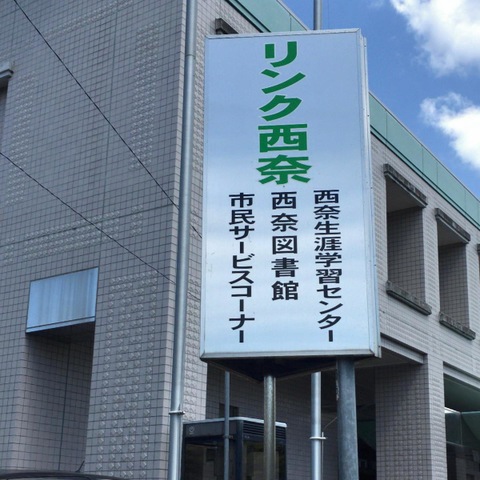 リンク西奈
西奈生涯学習センター
西奈図書館
市民サービスコーナー